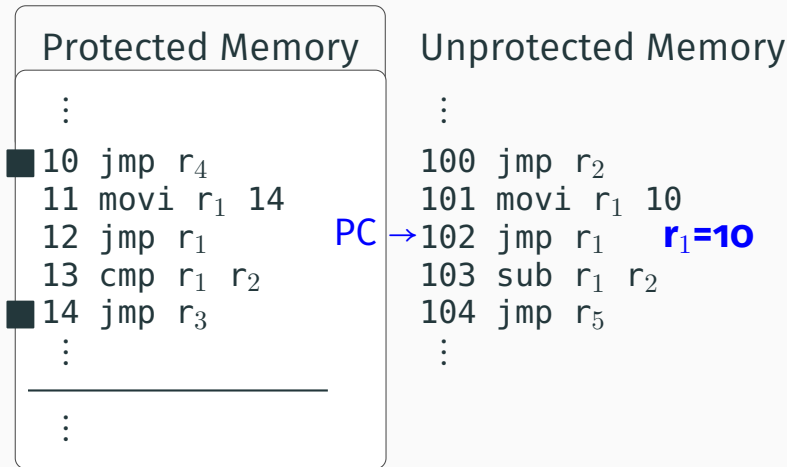 Protected Memory
⋮
10 jmp r₄
11 movi r₁ 14
12 jmp r₁
13 cmp r₁ r₂
14 jmp r₃
⋮
⋮
Unprotected Memory
⋮
100 jmp r₂
101 movi r₁ 10
PC →102 jmp r₁ r₁=10
103 sub r₁ r₂
104 jmp r₅
⋮